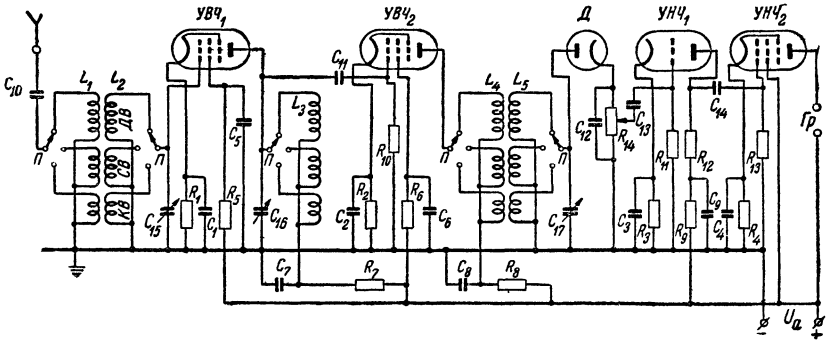 УВЧ₁ УВЧ₂ Д УНЧ₁ УНЧ₂
C₁₀ L₁ L₂ ДВ СВ КВ П П C₁₅ R₁ C₁ R₅ C₅
C₁₁ L₃ П C₁₆ C₂ R₂ R₁₀ R₆ C₆
L₄ L₅ П П C₁₇ C₁₂ R₁₄ C₁₃
C₃ R₃ R₁₁ R₁₂ C₁₄ R₉ C₉ C₄ R₄ R₁₃ Гр
C₇ R₇ C₈ R₈ Uа
− +